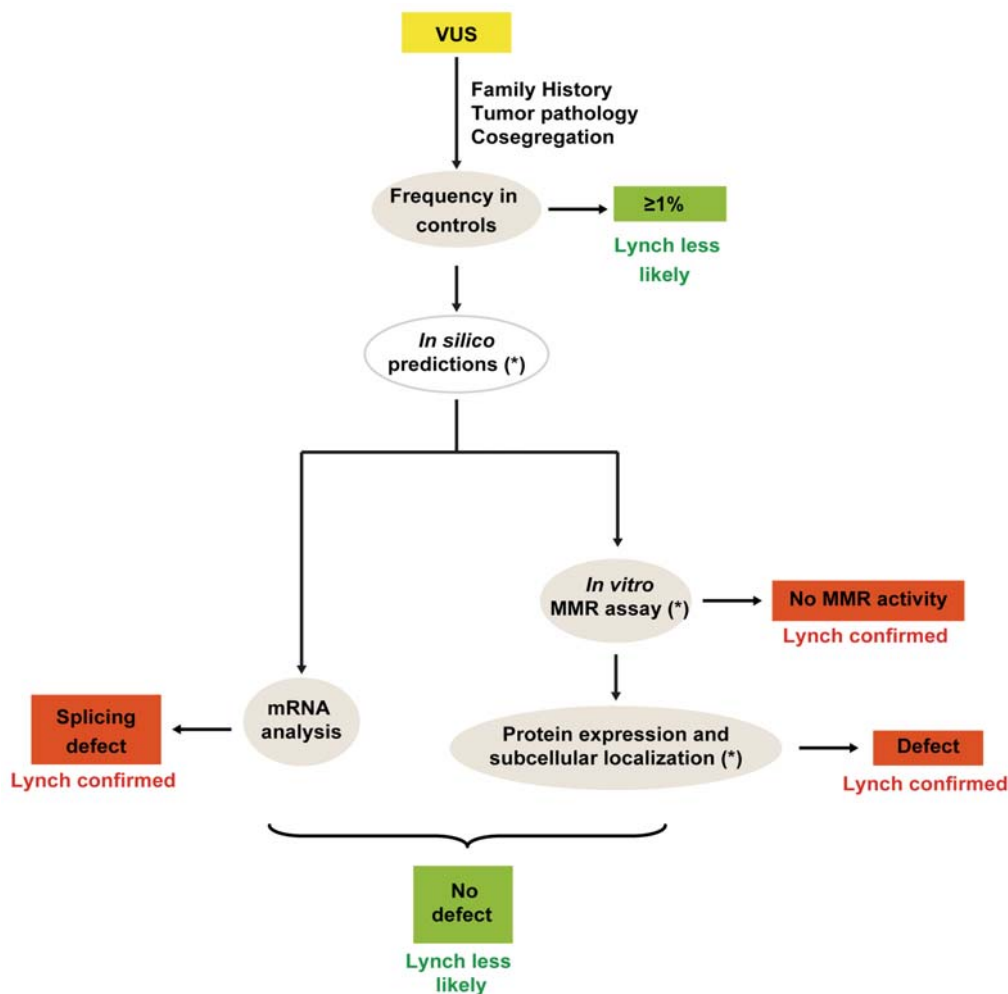 VUS
Family History
Tumor pathology
Cosegregation
Frequency in
controls
≥1%
Lynch less
likely
In silico
predictions (*)
In vitro
MMR assay (*)
No MMR activity
Lynch confirmed
mRNA
analysis
Splicing
defect
Lynch confirmed
Protein expression and
subcellular localization (*)
Defect
Lynch confirmed
No
defect
Lynch less
likely